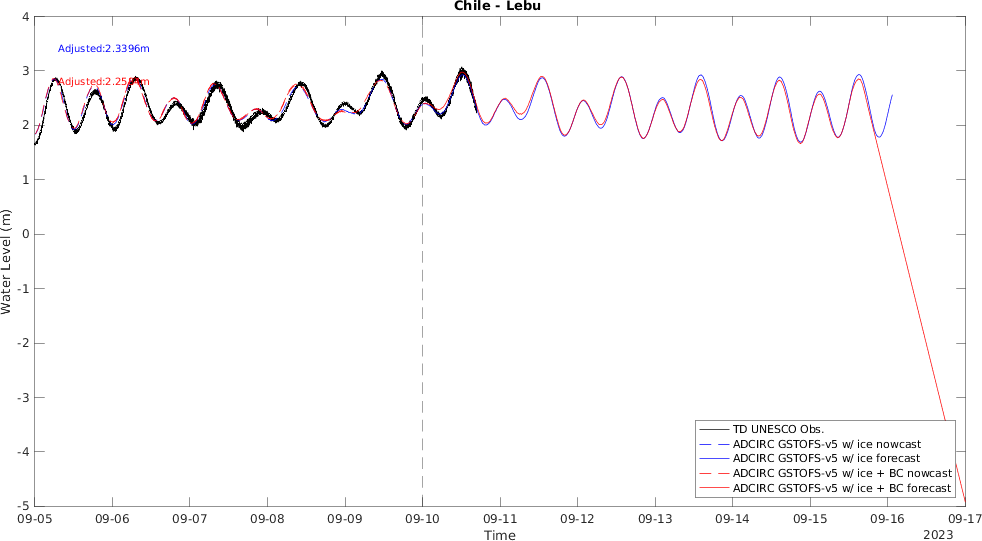 Chile - Lebu
Adjusted:2.3396m
Water Level (m)
4
3
2
1
0
-1
-2
-3
-4
-5
09-05 09-06 09-07 09-08 09-09 09-10 09-11 09-12 09-13 09-14 09-15 09-16 09-17
Time
2023
TD UNESCO Obs.
ADCIRC GSTOFS-v5 w/ ice nowcast
ADCIRC GSTOFS-v5 w/ ice forecast
ADCIRC GSTOFS-v5 w/ ice + BC nowcast
ADCIRC GSTOFS-v5 w/ ice + BC forecast